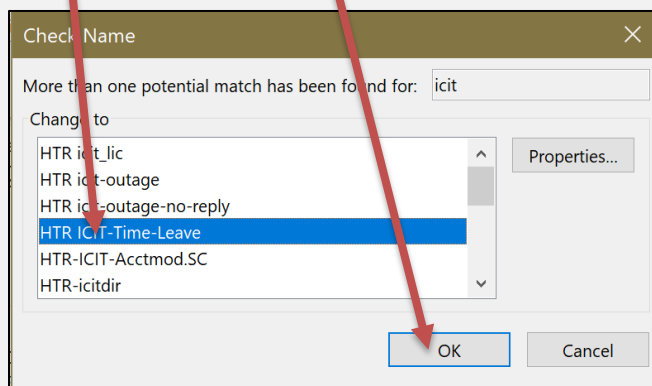 Check Name
More than one potential match has been found for: icit
Change to
HTR icit_lic
Properties...
HTR icit-outage
HTR icit-outage-no-reply
HTR ICIT-Time-Leave
HTR-ICIT-Acctmod.SC
HTR-icitdir
OK Cancel